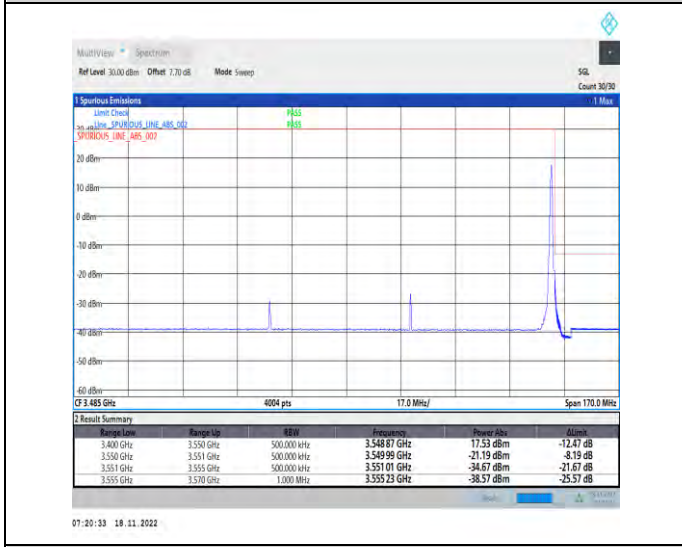 MultiView Spectrum
Ref Level 30.00 dBm Offset 7.70 dB Mode Sweep SGL
Count 30/30
1 Spurious Emissions 1 Max
Limit Check PASS
Line _SPURIOUS_LINE_ABS_002 PASS
_SPURIOUS_LINE_ABS_002
20 dBm
10 dBm
0 dBm
-10 dBm
-20 dBm
-30 dBm
-40 dBm
-50 dBm
-60 dBm
CF 3.485 GHz 4004 pts 17.0 MHz/ Span 170.0 MHz
2 Result Summary
Range Low Range Up RBW Frequency Power Abs ΔLimit
3.400 GHz 3.550 GHz 500.000 kHz 3.548 87 GHz 17.53 dBm -12.47 dB
3.550 GHz 3.551 GHz 500.000 kHz 3.549 99 GHz -21.19 dBm -8.19 dB
3.551 GHz 3.555 GHz 500.000 kHz 3.551 01 GHz -34.67 dBm -21.67 dB
3.555 GHz 3.570 GHz 1.000 MHz 3.555 23 GHz -38.57 dBm -25.57 dB
07:20:33 18.11.2022